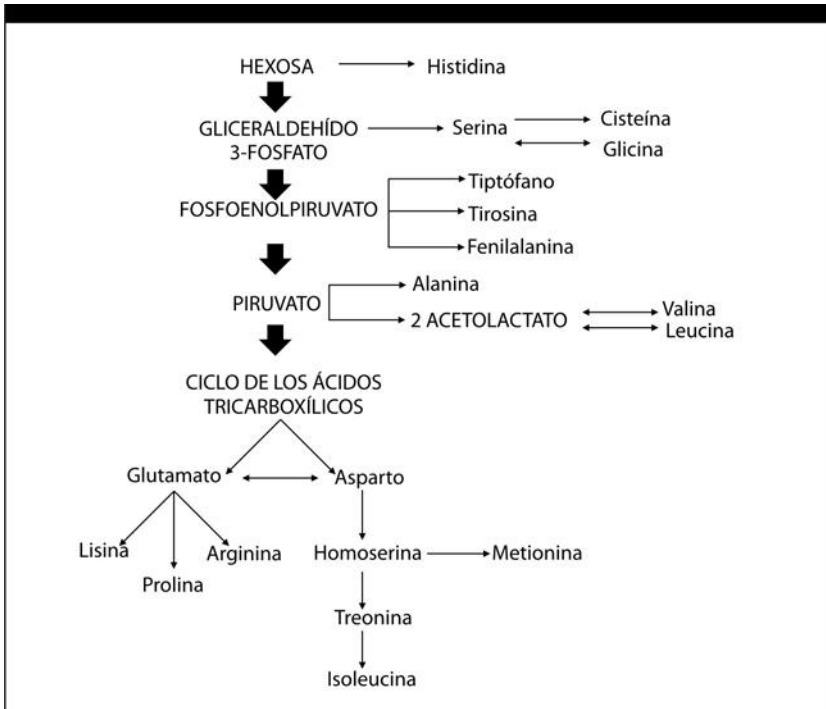 HEXOSA
Histidina
GLICERALDEHÍDO
3-FOSFATO
Serina
Cisteína
Glicina
FOSFOENOLPIRUVATO
Tiptófano
Tirosina
Fenilalanina
PIRUVATO
Alanina
2 ACETOLACTATO
Valina
Leucina
CICLO DE LOS ÁCIDOS
TRICARBOXÍLICOS
Glutamato
Asparto
Lisina
Prolina
Arginina
Homoserina
Metionina
Treonina
Isoleucina